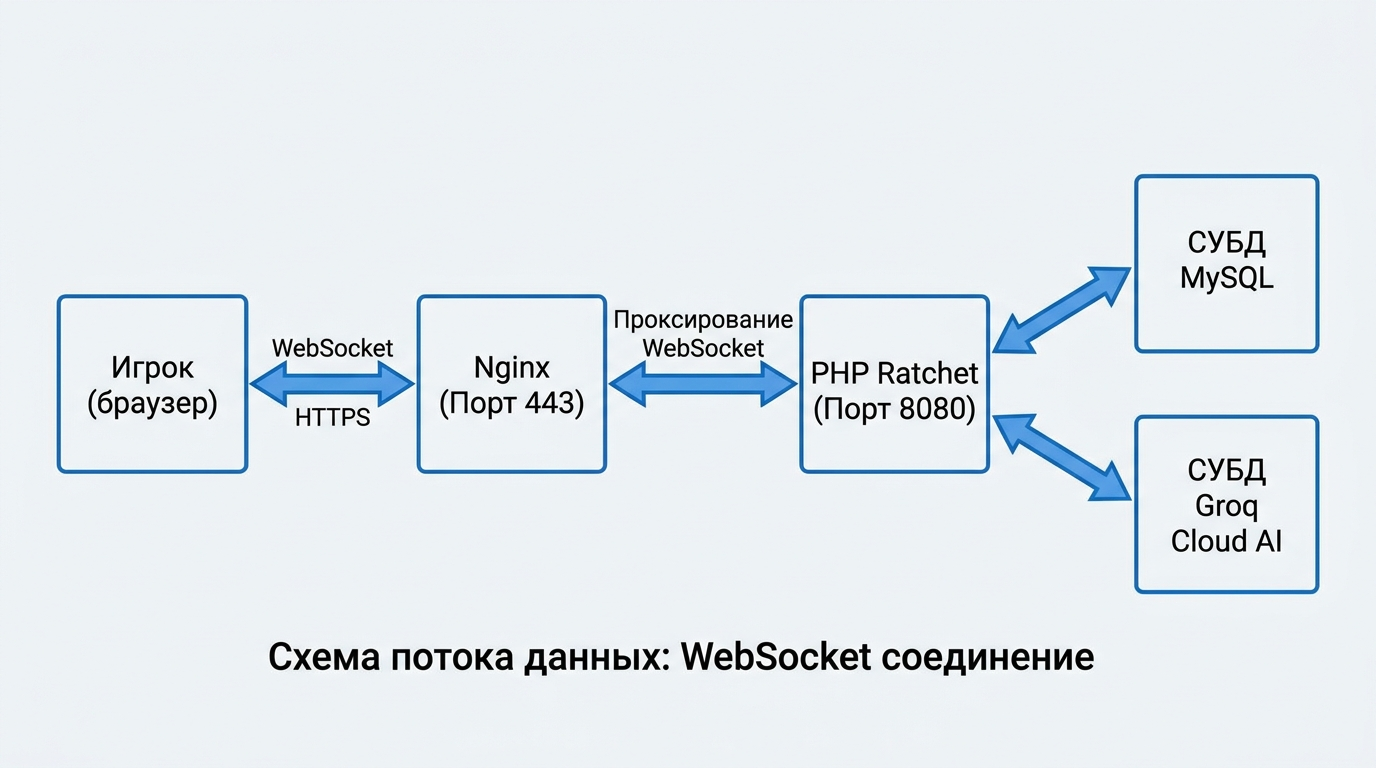 Игрок
(браузер)
WebSocket
HTTPS
Nginx
(Порт 443)
Проксирование
WebSocket
PHP Ratchet
(Порт 8080)
СУБД
MySQL
СУБД
Groq
Cloud AI
Схема потока данных: WebSocket соединение